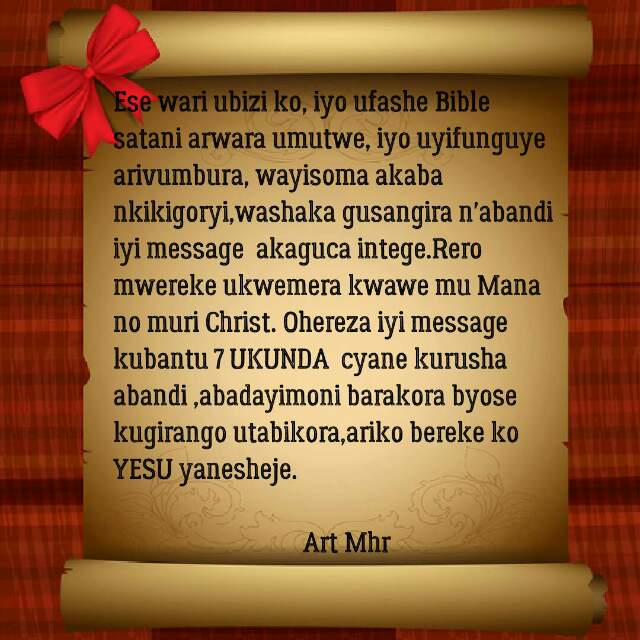 Ese wari ubizi ko, iyo ufashe Bible
satani arwara umutwe, iyo uyifunguye
arivumbura, wayisoma akaba
nkikigoryi,washaka gusangira n'abandi
iyi message akaguca intege.Rero
mwereke ukwemera kwawe mu Mana
no muri Christ. Ohereza iyi message
kubantu 7 UKUNDA cyane kurusha
abandi ,abadayimoni barakora byose
kugirango utabikora,ariko bereke ko
YESU yanesheje.
Art Mhr